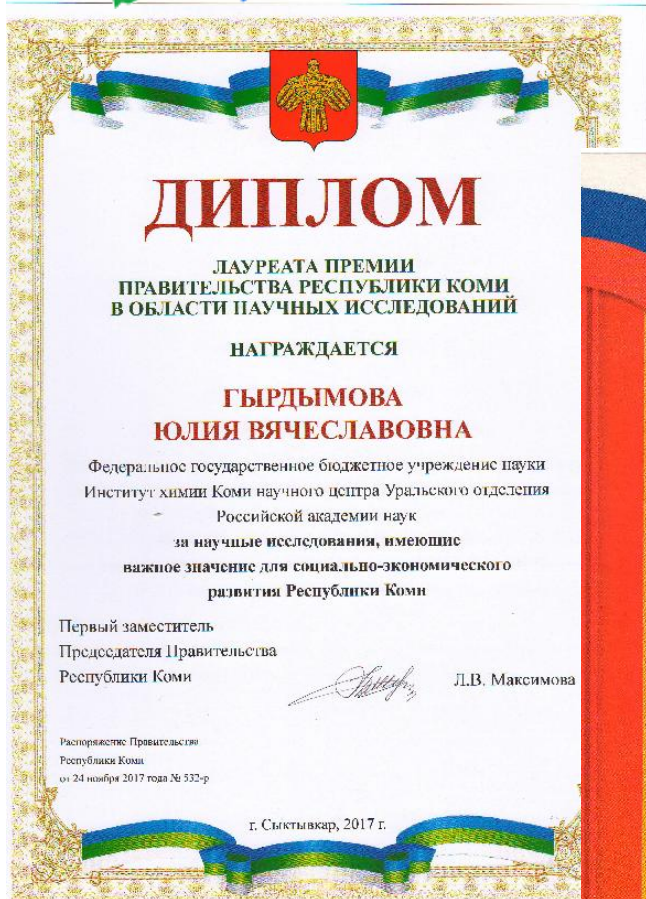 ДИПЛОМ
ЛАУРЕАТА ПРЕМИИ
ПРАВИТЕЛЬСТВА РЕСПУБЛИКИ КОМИ
В ОБЛАСТИ НАУЧНЫХ ИССЛЕДОВАНИЙ
НАГРАЖДАЕТСЯ
ГЫРДЫМОВА
ЮЛИЯ ВЯЧЕСЛАВОВНА
Федеральное государственное бюджетное учреждение науки
Институт химии Коми научного центра Уральского отделения
Российской академии наук
за научные исследования, имеющие
важное значение для социально-экономического
развития Республики Коми
Первый заместитель
Председателя Правительства
Республики Коми
Л.В. Максимова
Распоряжение Правительства
Республики Коми
от 24 ноября 2017 года № 532-р
г. Сыктывкар, 2017 г.